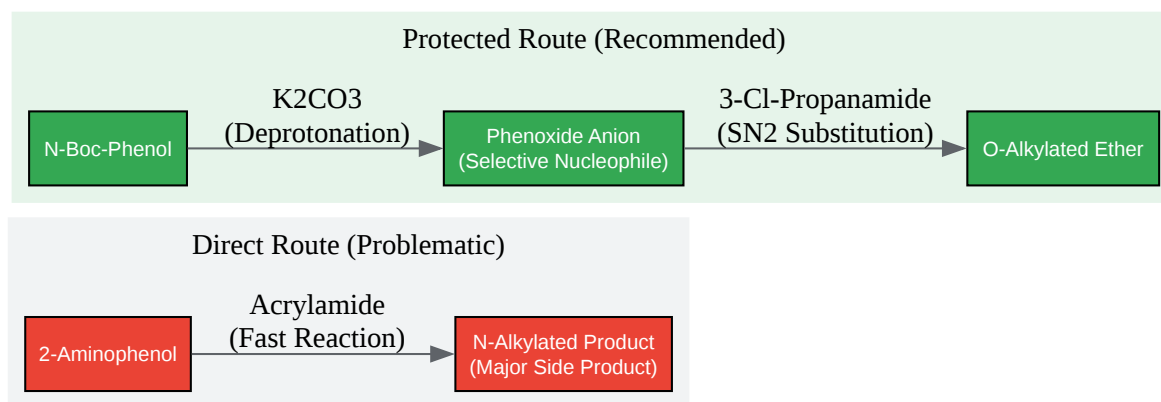 Protected Route (Recommended)
K2CO3
(Deprotonation)
3-Cl-Propanamide
(SN2 Substitution)
N-Boc-Phenol
Phenoxide Anion
(Selective Nucleophile)
O-Alkylated Ether
Direct Route (Problematic)
Acrylamide
(Fast Reaction)
2-Aminophenol
N-Alkylated Product
(Major Side Product)